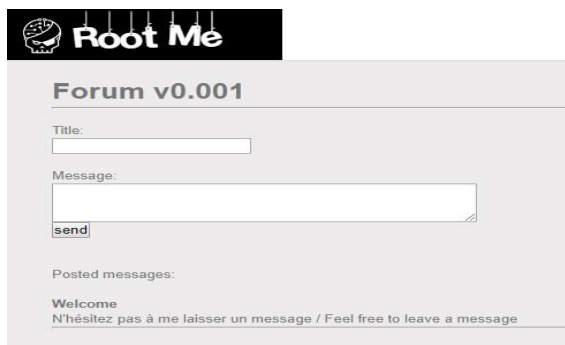 Root Me
Forum v0.001
Title:
Message:
send
Posted messages:
Welcome
N'hésitez pas à me laisser un message / Feel free to leave a message